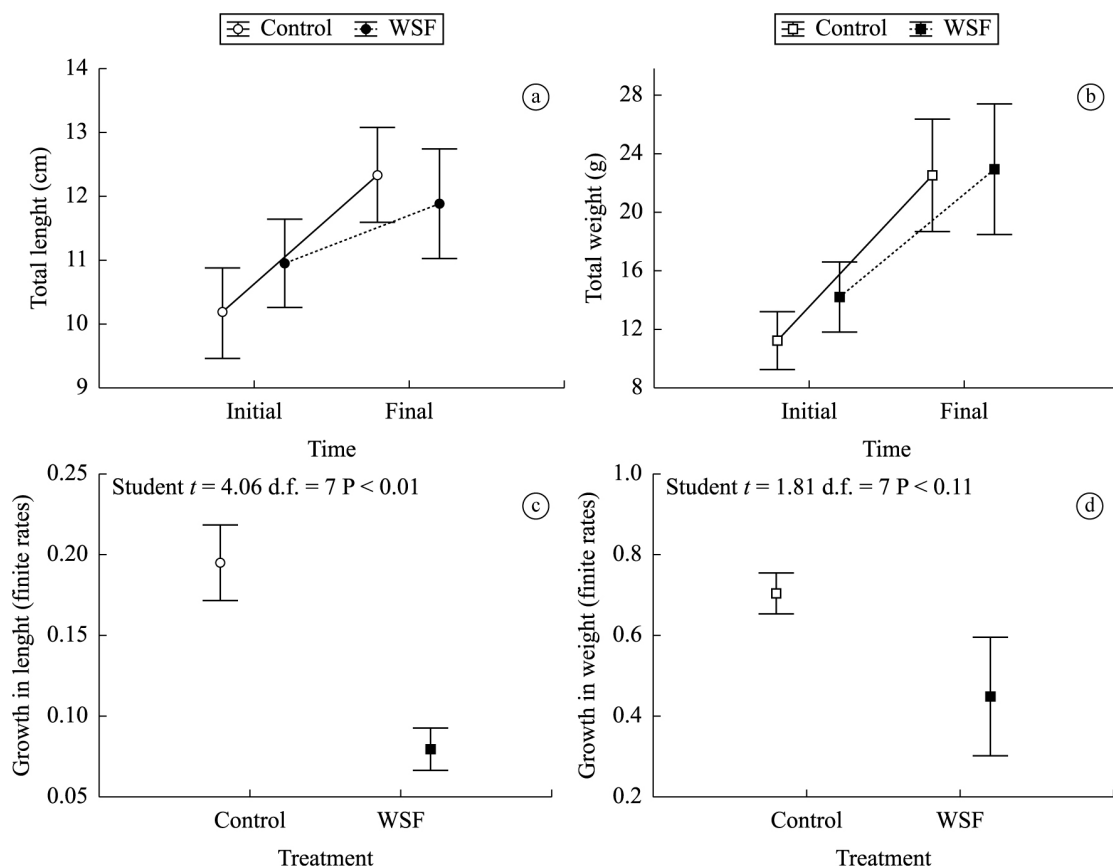 Control WSF
14
13
12
11
10
9
Total lenght (cm)
a
Initial Final
Time
Control WSF
28
24
20
16
12
8
Total weight (g)
b
Initial Final
Time
0.25
0.20
0.15
0.10
0.05
Growth in lenght (finite rates)
Student t = 4.06 d.f. = 7 P < 0.01
c
Control WSF
Treatment
1.0
0.8
0.6
0.4
0.2
Growth in weight (finite rates)
Student t = 1.81 d.f. = 7 P < 0.11
d
Control WSF
Treatment